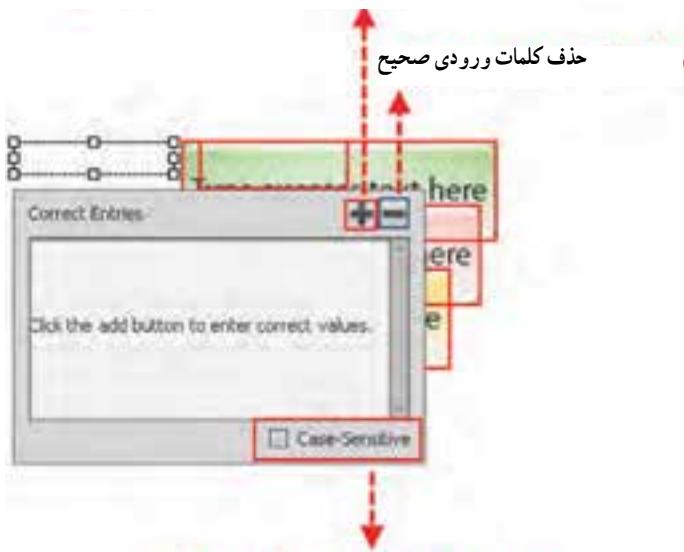 حذف کلمات ورودی صحیح
here
Correct Entries
ere
Click the add button to enter correct values.
e
Case-Sensitive